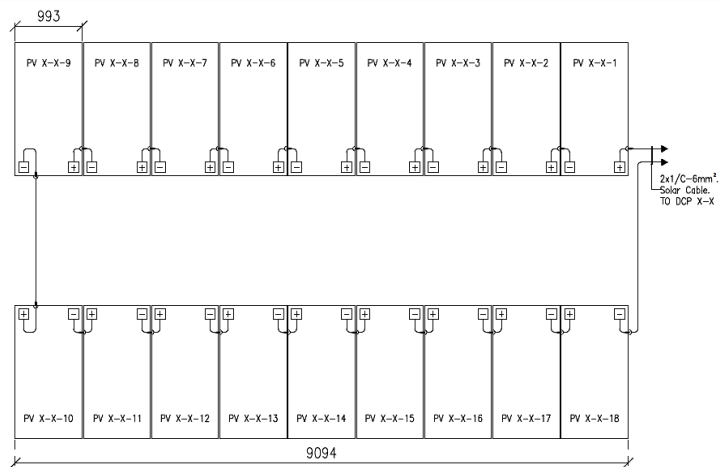 993
PV X-X-9 PV X-X-8 PV X-X-7 PV X-X-6 PV X-X-5 PV X-X-4 PV X-X-3 PV X-X-2 PV X-X-1
- + - + - + - + - + - + - + - + - +
2x1/C-6mm².
Solar Cable.
TO DCP X-X
+ - + - + - + - + - + - + - + - + -
PV X-X-10 PV X-X-11 PV X-X-12 PV X-X-13 PV X-X-14 PV X-X-15 PV X-X-16 PV X-X-17 PV X-X-18
9094